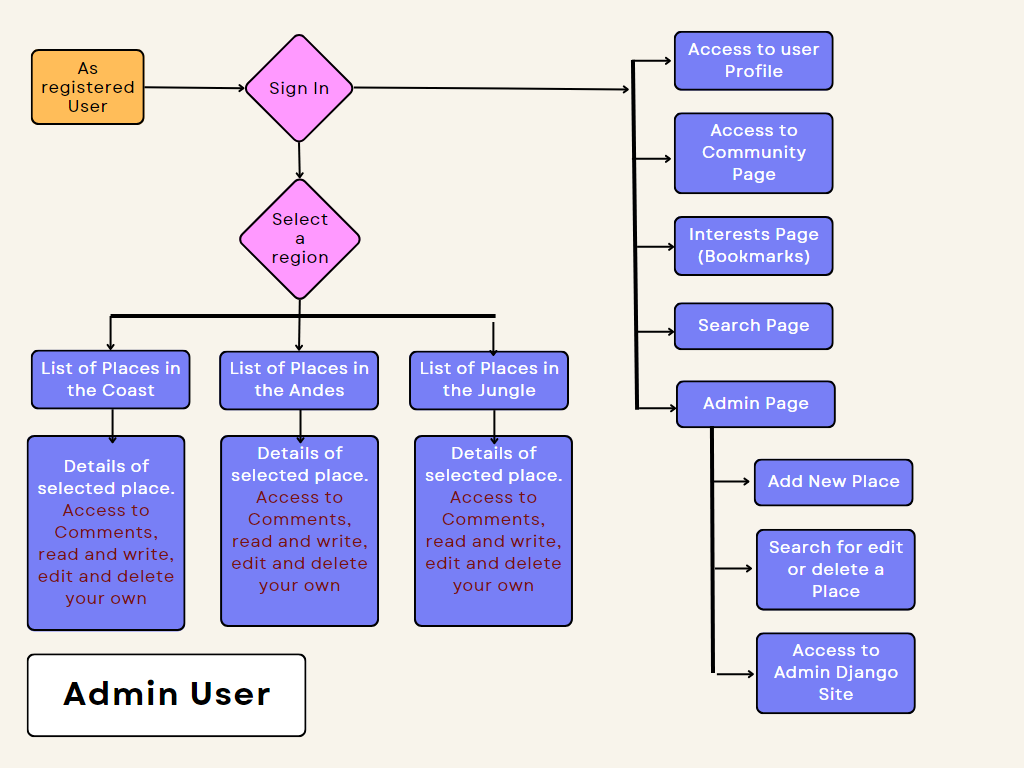 As
registered
User
Sign In
Select
a
region
List of Places in
the Coast
List of Places in
the Andes
List of Places in
the Jungle
Details of
selected place.
Access to
Comments,
read and write,
edit and delete
your own
Details of
selected place.
Access to
Comments,
read and write,
edit and delete
your own
Details of
selected place.
Access to
Comments,
read and write,
edit and delete
your own
Access to user
Profile
Access to
Community
Page
Interests Page
(Bookmarks)
Search Page
Admin Page
Add New Place
Search for edit
or delete a
Place
Access to
Admin Django
Site
Admin User